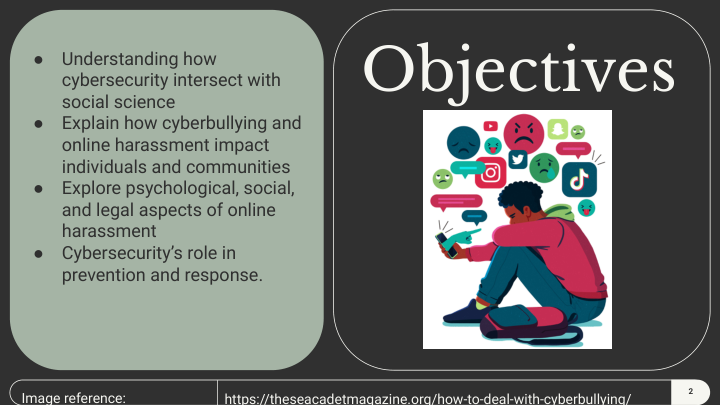 Objectives
● Understanding how
cybersecurity intersect with
social science
● Explain how cyberbullying and
online harassment impact
individuals and communities
● Explore psychological, social,
and legal aspects of online
harassment
● Cybersecurity’s role in
prevention and response.
Image reference:
https://theseacadetmagazine.org/how-to-deal-with-cyberbullying/
2